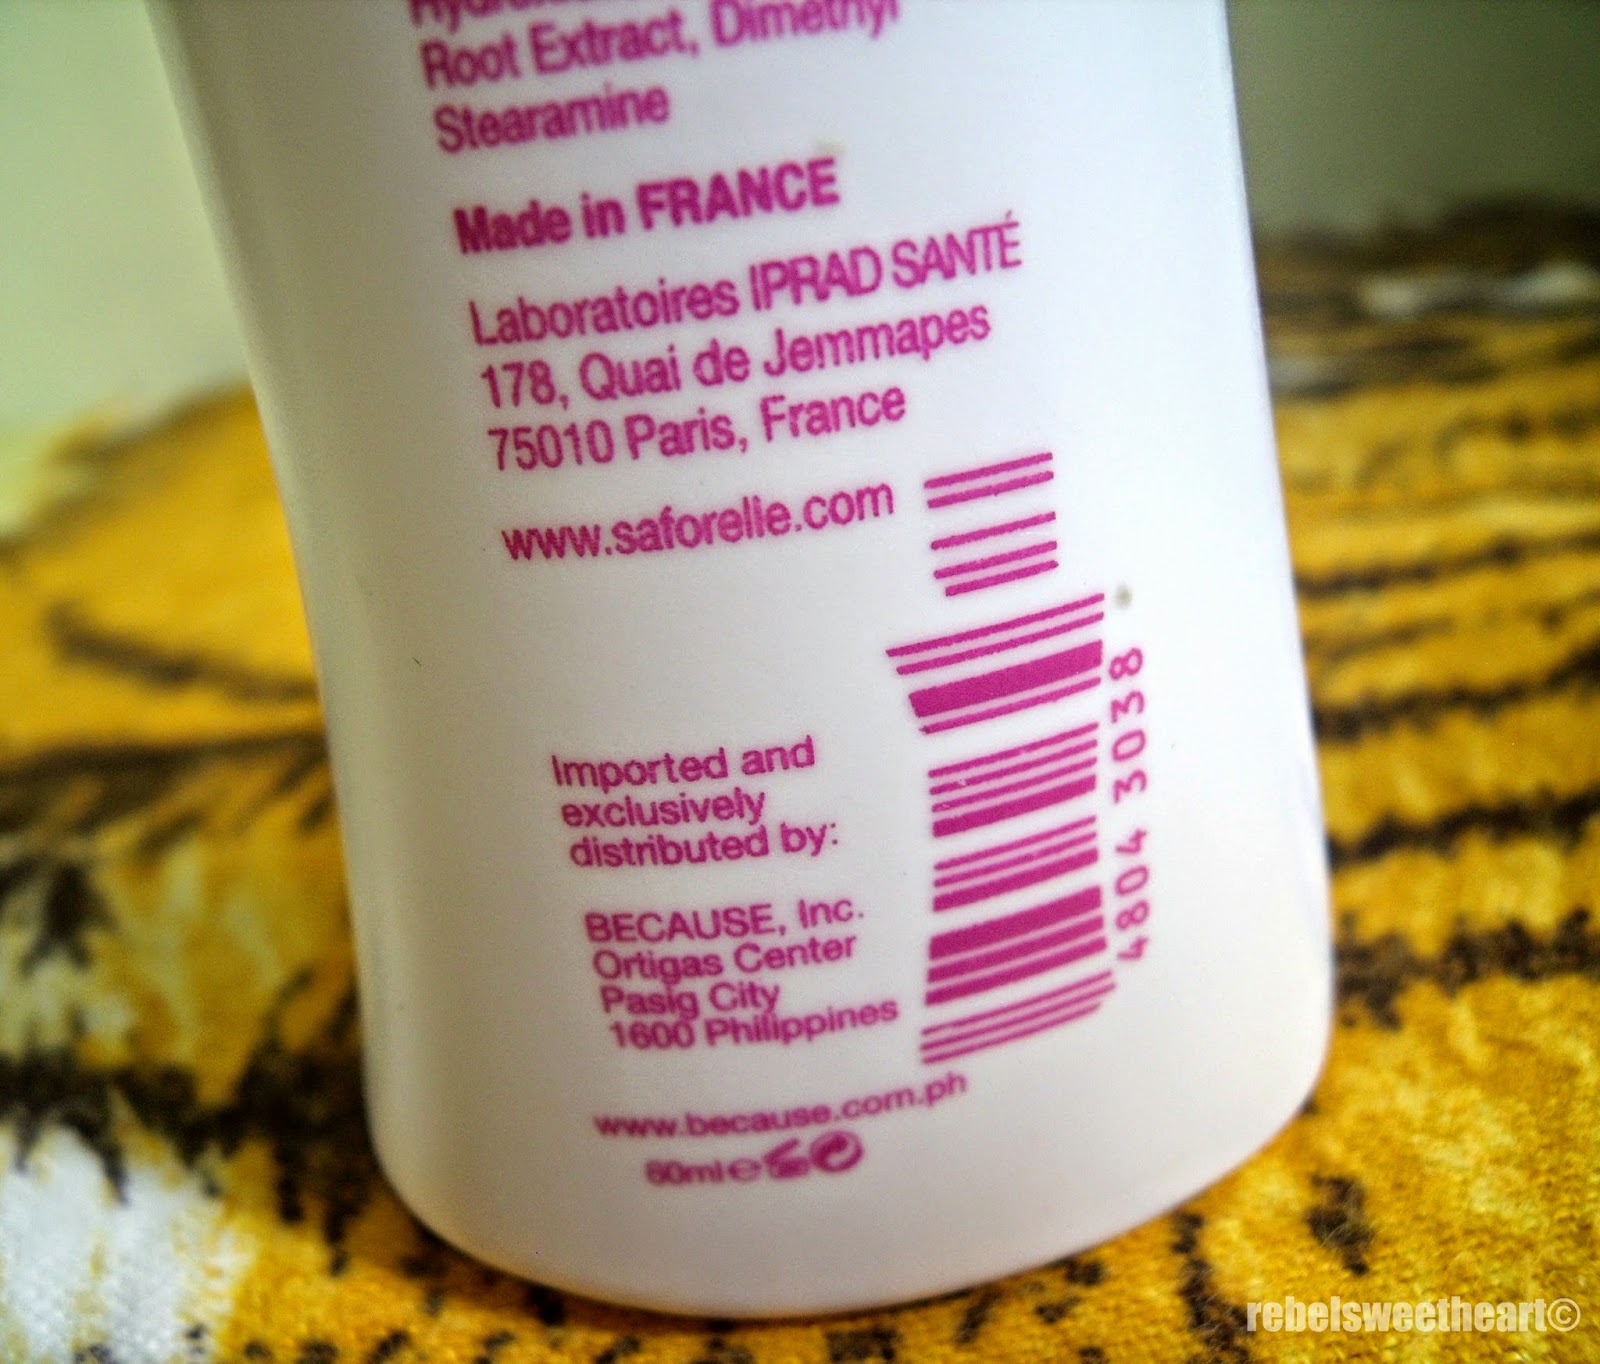 Root Extract, Dimethyl
Stearamine
Made in FRANCE
Laboratoires IPRAD SANTÉ
178, Quai de Jemmapes
75010 Paris, France
www.saforelle.com
Imported and
exclusively
distributed by:
BECAUSE, Inc.
Ortigas Center
Pasig City
1600 Philippines
www.because.com.ph
60ml e
4804 3038
rebelsweetheart©